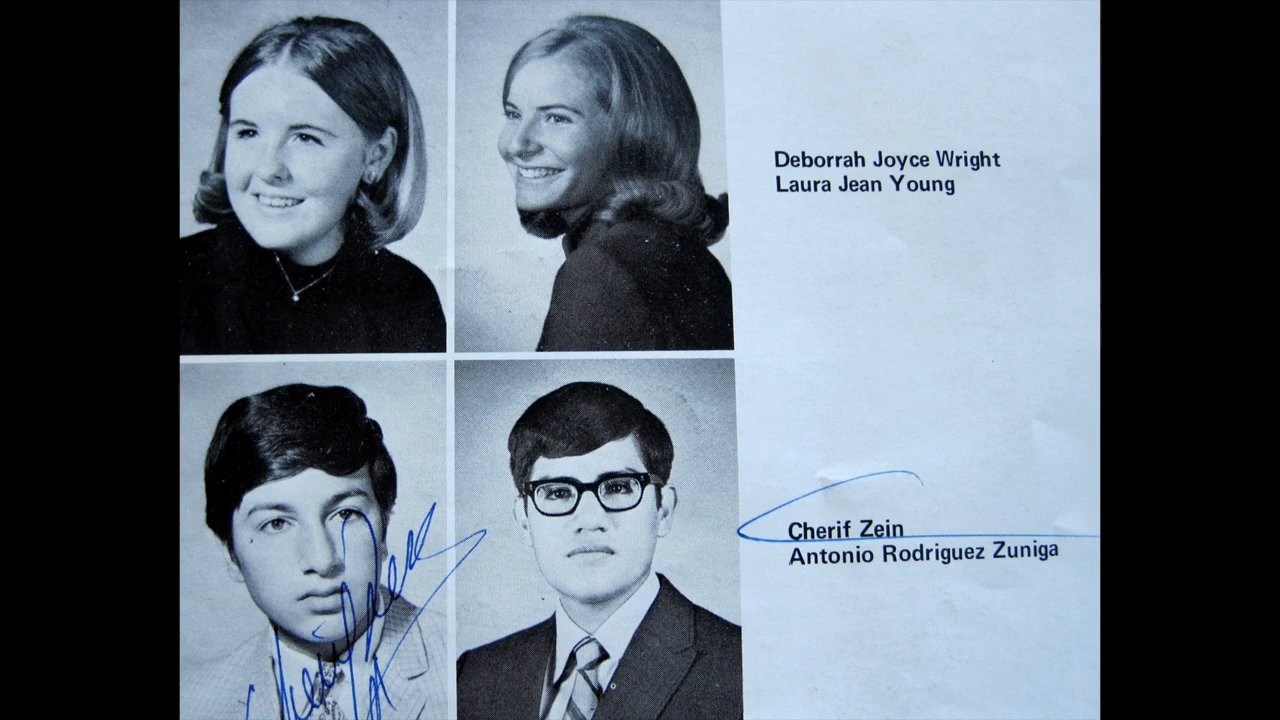 Deborrah Joyce Wright
Laura Jean Young
Cherif Zein
Antonio Rodriguez Zuniga